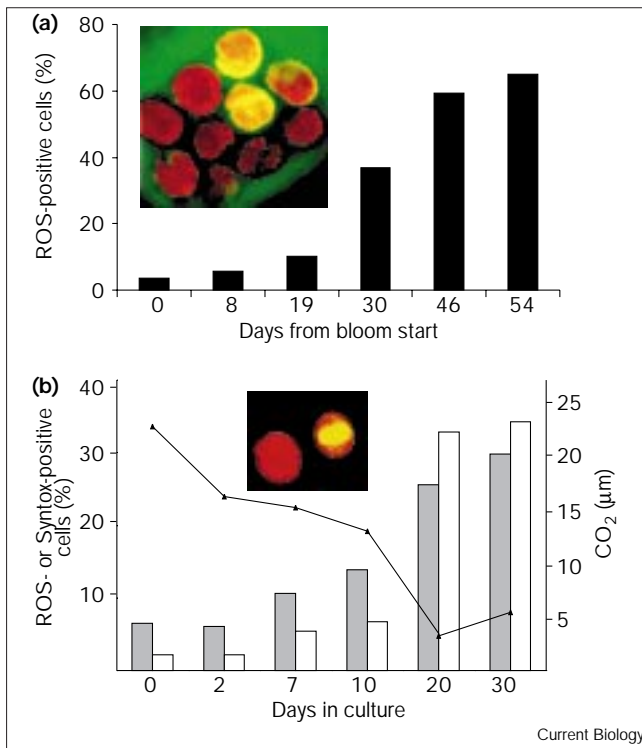 (a)
ROS-positive cells (%)
80
60
40
20
0
0 8 19 30 46 54
Days from bloom start
(b)
ROS- or Syntox-positive
cells (%)
40
30
20
10
25
20
15
10
5
CO2 (μm)
0 2 7 10 20 30
Days in culture
Current Biology